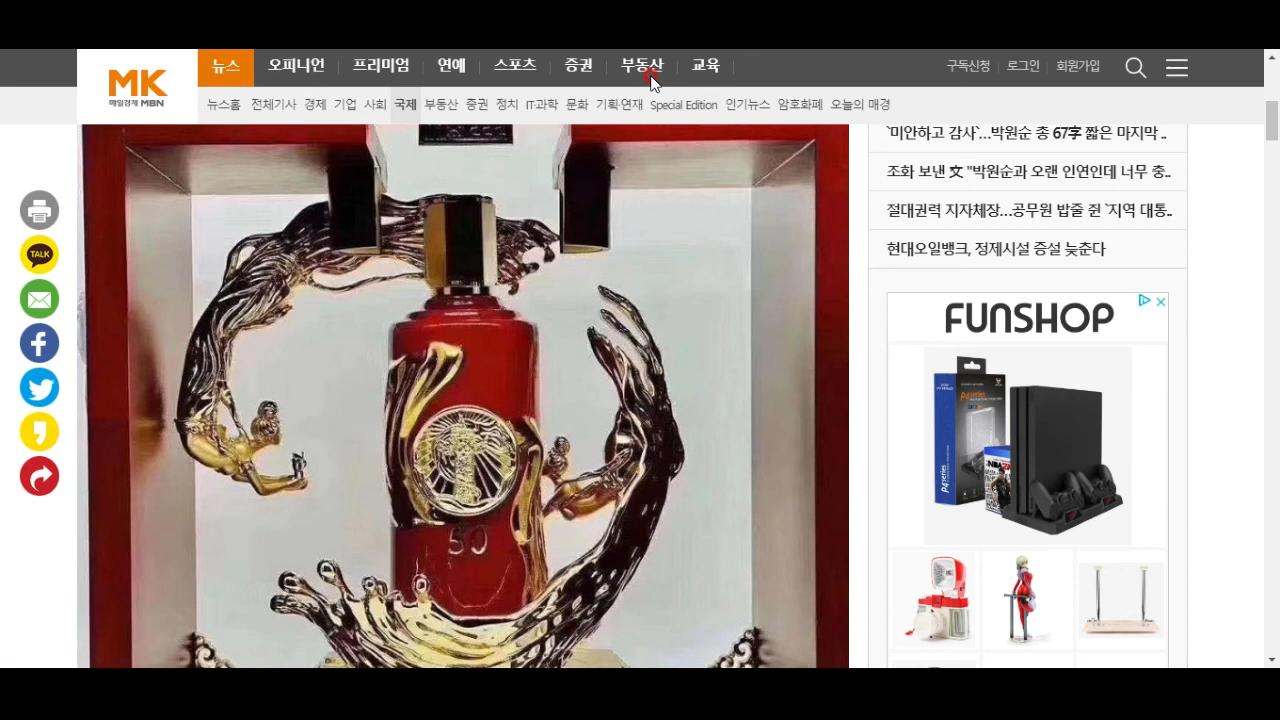 MK
매일경제 MBN
뉴스 오피니언 프리미엄 연예 스포츠 증권 부동산 교육
구독신청 로그인 회원가입
뉴스홈 전체기사 경제 기업 사회 국제 부동산 증권 정치 IT·과학 문화 기획·연재 Special Edition 인기뉴스 암호화폐 오늘의 매경
`미안하고 감사`…박원순 총 67字 짧은 마지막 ..
조화 보낸 文 "박원순과 오랜 인연인데 너무 충..
절대권력 지자체장…공무원 밥줄 쥔 `지역 대통..
현대오일뱅크, 정제시설 증설 늦춘다
TALK
FUNSHOP
P4 series
P4 series
NBA2K
50